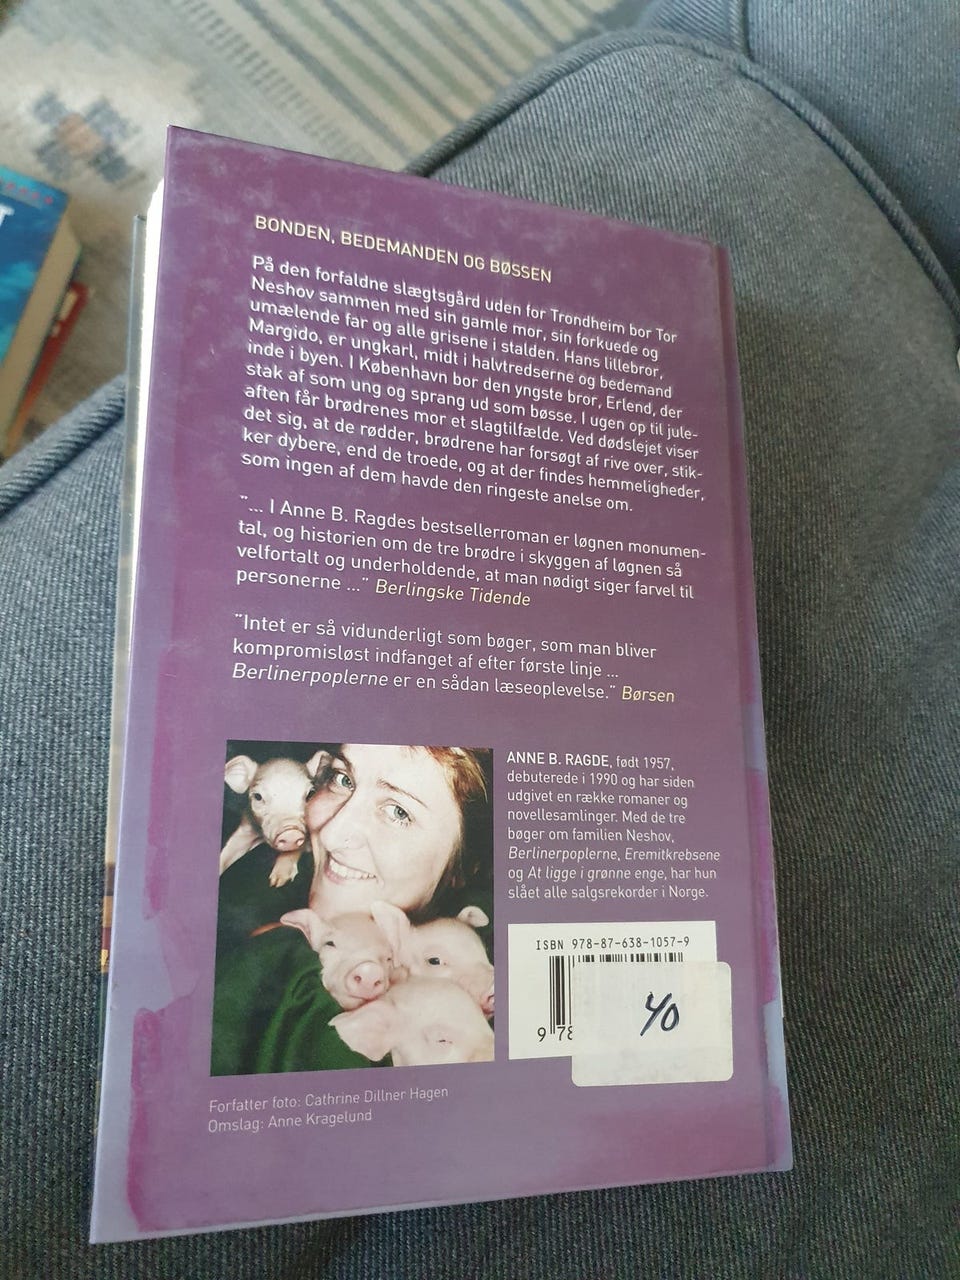 BONDEN, BEDEMANDEN OG BØSSEN
På den forfaldne slægtsgård uden for Trondheim bor Tor
Neshov sammen med sin gamle mor, sin forkuede og
umælende far og alle grisene i stalden. Hans lillebror,
Margido, er ungkarl, midt i halvtredserne og bedemand
inde i byen. I København bor den yngste bror, Erlend, der
stak af som ung og sprang ud som bøsse. I ugen op til jule-
aften får brødrenes mor et slagtilfælde. Ved dødslejet viser
det sig, at de rødder, brødrene har forsøgt af rive over, stik-
ker dybere, end de troede, og at der findes hemmeligheder,
som ingen af dem havde den ringeste anelse om.
"... I Anne B. Ragdes bestsellerroman er løgnen monumen-
tal, og historien om de tre brødre i skyggen af løgnen så
velfortalt og underholdende, at man nødigt siger farvel til
personerne ..." Berlingske Tidende
"Intet er så vidunderligt som bøger, som man bliver
kompromisløst indfanget af efter første linje ...
Berlinerpoplerne er en sådan læseoplevelse." Børsen
ANNE B. RAGDE, født 1957,
debuterede i 1990 og har siden
udgivet en række romaner og
novellesamlinger. Med de tre
bøger om familien Neshov,
Berlinerpoplerne, Eremitkrebsene
og At ligge i grønne enge, har hun
slået alle salgsrekorder i Norge.
ISBN 978-87-638-1057-9
40
9 78
Forfatter foto: Cathrine Dillner Hagen
Omslag: Anne Kragelund